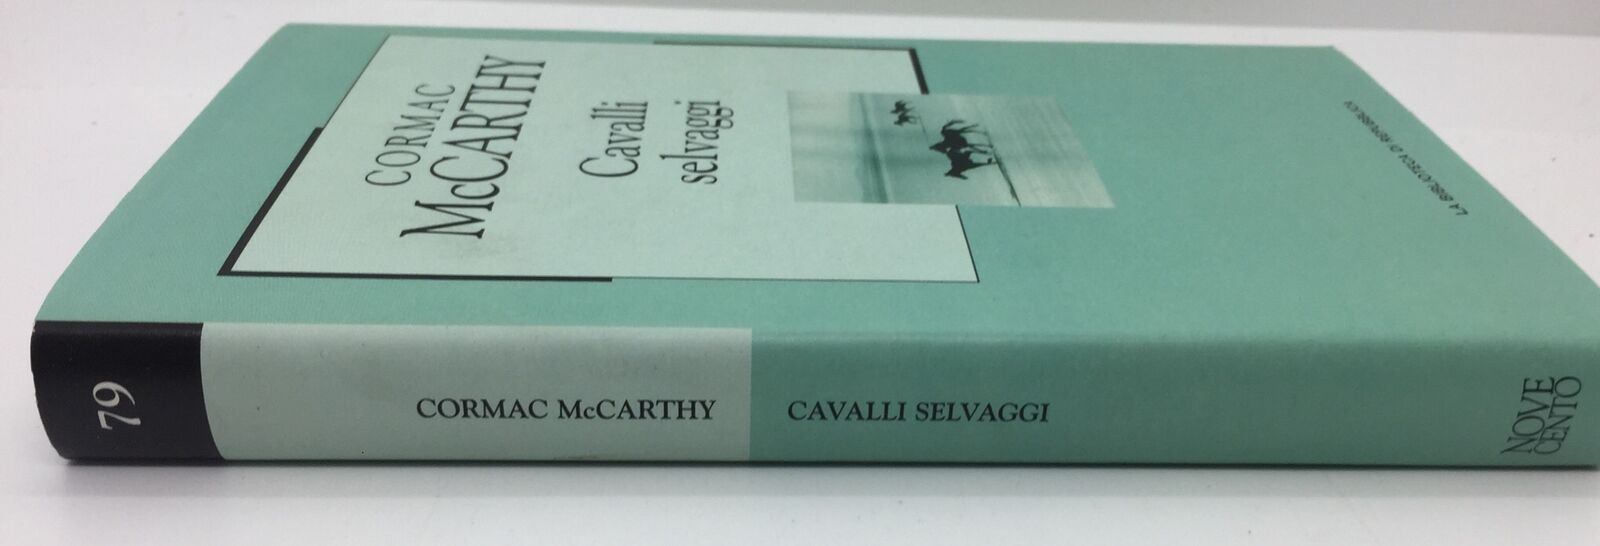 CORMAC
McCARTHY
Cavalli
selvaggi
LA BIBLIOTECA DI REPUBBLICA
79
CORMAC McCARTHY
CAVALLI SELVAGGI
NOVE
CENTO